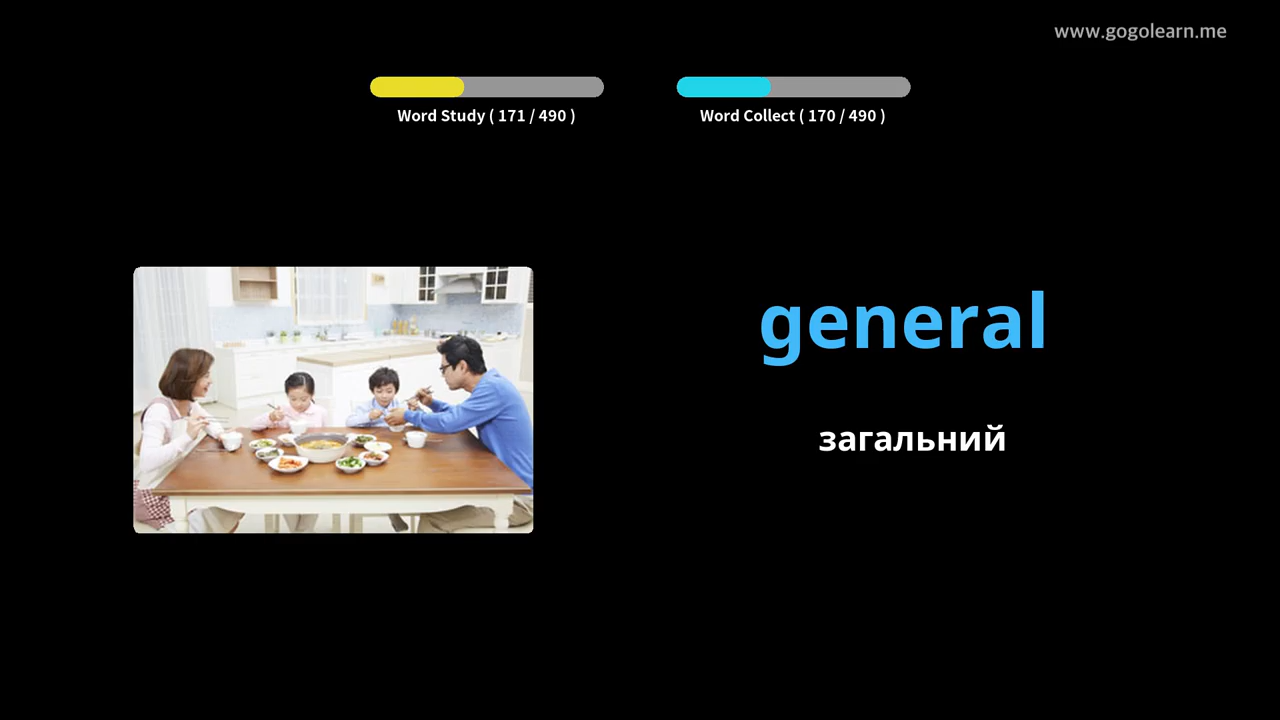 www.gogolearn.me
Word Study ( 171 / 490 )
Word Collect ( 170 / 490 )
general
загальний